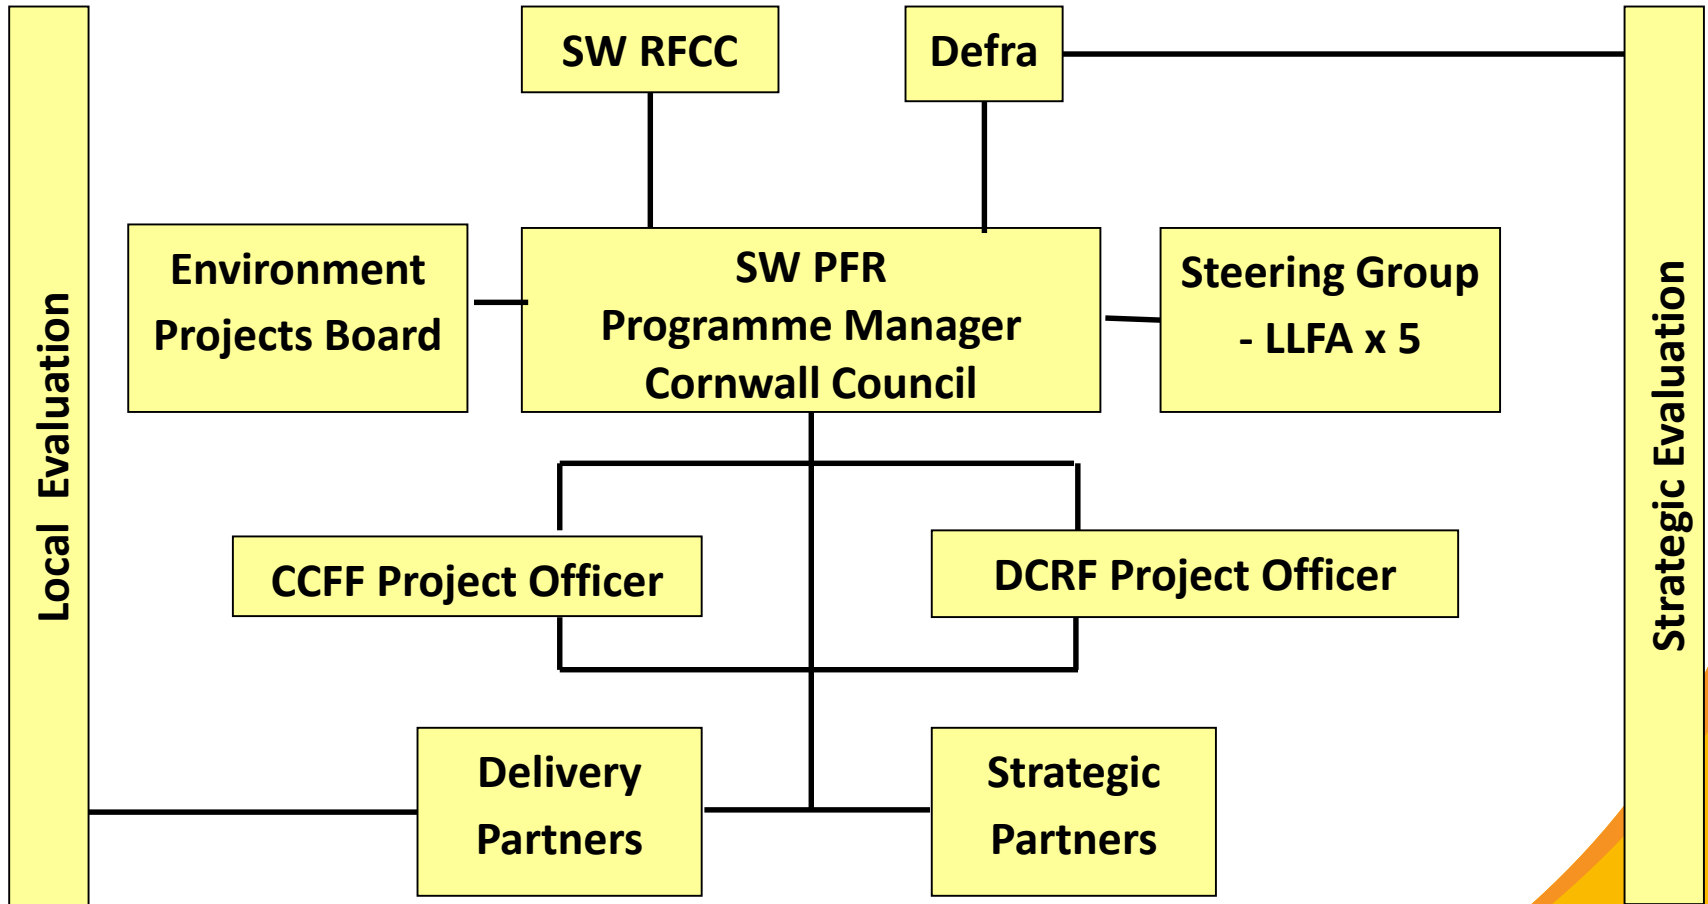 SW RFCC
Defra
Local Evaluation
Strategic Evaluation
Environment
Projects Board
SW PFR
Programme Manager
Cornwall Council
Steering Group
- LLFA x 5
CCFF Project Officer
DCRF Project Officer
Delivery
Partners
Strategic
Partners